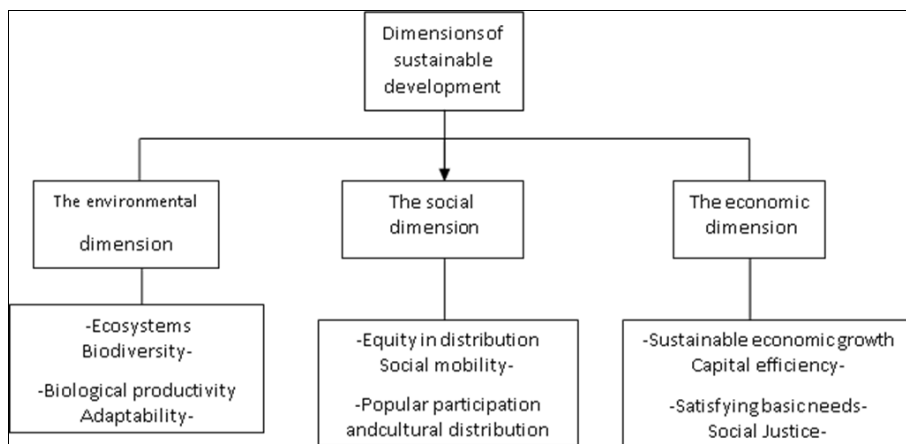 Dimensions of
sustainable
development
The environmental
dimension
The social
dimension
The economic
dimension
-Ecosystems
Biodiversity-
-Biological productivity
Adaptability-
-Equity in distribution
Social mobility-
-Popular participation
andcultural distribution
-Sustainable economic growth
Capital efficiency-
-Satisfying basic needs-
Social Justice-